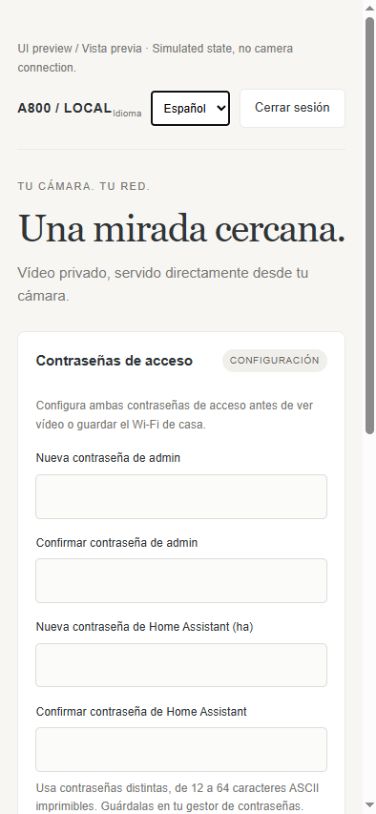 UI preview / Vista previa · Simulated state, no camera
connection.
A800 / LOCAL Idioma Español Cerrar sesión
TU CÁMARA. TU RED.
Una mirada cercana.
Vídeo privado, servido directamente desde tu
cámara.
Contraseñas de acceso CONFIGURACIÓN
Configura ambas contraseñas de acceso antes de ver
vídeo o guardar el Wi-Fi de casa.
Nueva contraseña de admin
Confirmar contraseña de admin
Nueva contraseña de Home Assistant (ha)
Confirmar contraseña de Home Assistant
Usa contraseñas distintas, de 12 a 64 caracteres ASCII
imprimibles. Guárdalas en tu gestor de contraseñas.